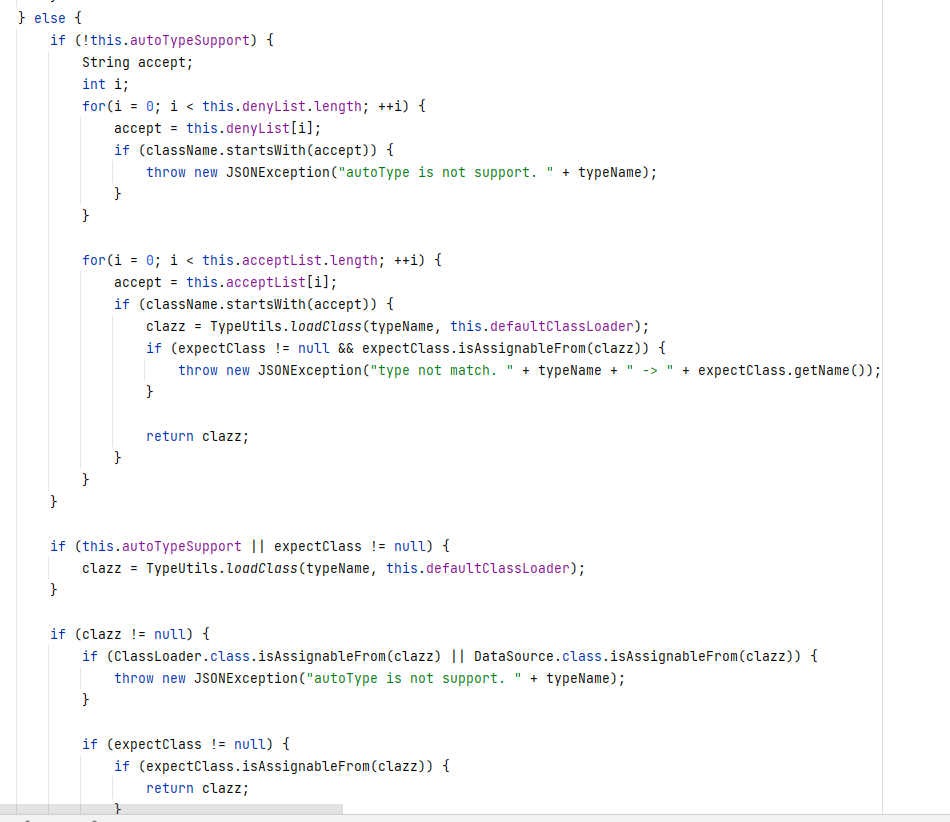 } else {
    if (!this.autoTypeSupport) {
        String accept;
        int i;
        for(i = 0; i < this.denyList.length; ++i) {
            accept = this.denyList[i];
            if (className.startsWith(accept)) {
                throw new JSONException("autoType is not support. " + typeName);
            }
        }

        for(i = 0; i < this.acceptList.length; ++i) {
            accept = this.acceptList[i];
            if (className.startsWith(accept)) {
                clazz = TypeUtils.loadClass(typeName, this.defaultClassLoader);
                if (expectClass != null && expectClass.isAssignableFrom(clazz)) {
                    throw new JSONException("type not match. " + typeName + " -> " + expectClass.getName());
                }

                return clazz;
            }
        }
    }

    if (this.autoTypeSupport || expectClass != null) {
        clazz = TypeUtils.loadClass(typeName, this.defaultClassLoader);
    }

    if (clazz != null) {
        if (ClassLoader.class.isAssignableFrom(clazz) || DataSource.class.isAssignableFrom(clazz)) {
            throw new JSONException("autoType is not support. " + typeName);
        }

        if (expectClass != null) {
            if (expectClass.isAssignableFrom(clazz)) {
                return clazz;
            }